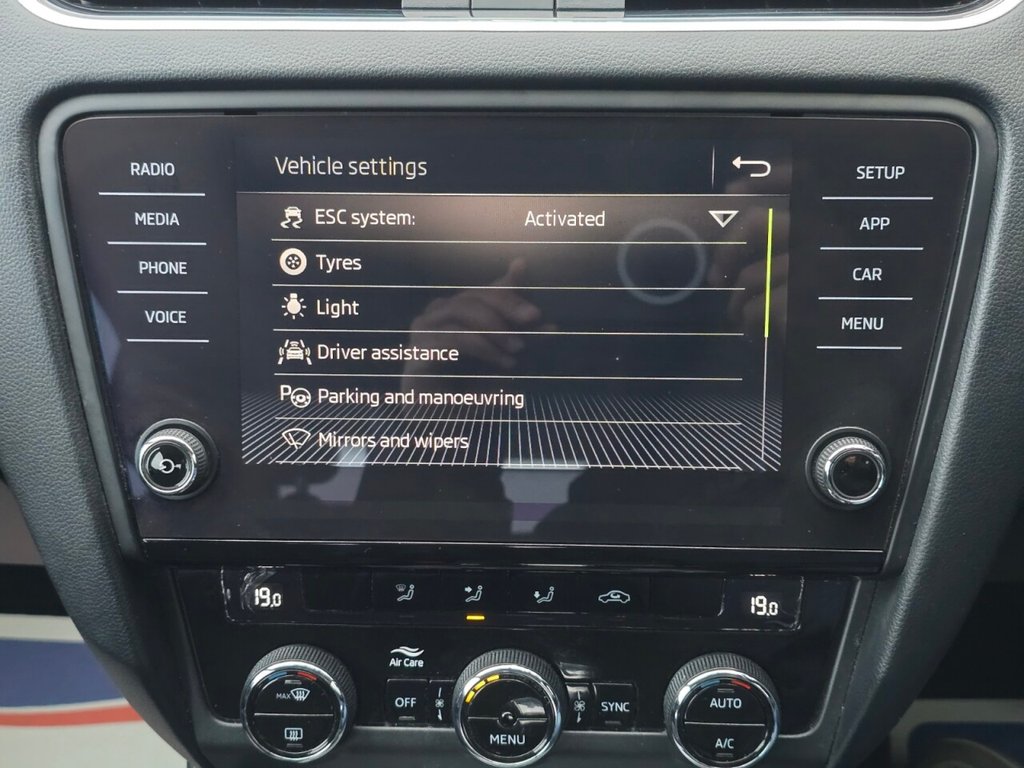 RADIO
MEDIA
PHONE
VOICE
Vehicle settings
ESC system: Activated
Tyres
Light
Driver assistance
P Parking and manoeuvring
Mirrors and wipers
SETUP
APP
CAR
MENU
19.0
19.0
MAX
Air Care
OFF
MENU
SYNC
AUTO
A/C